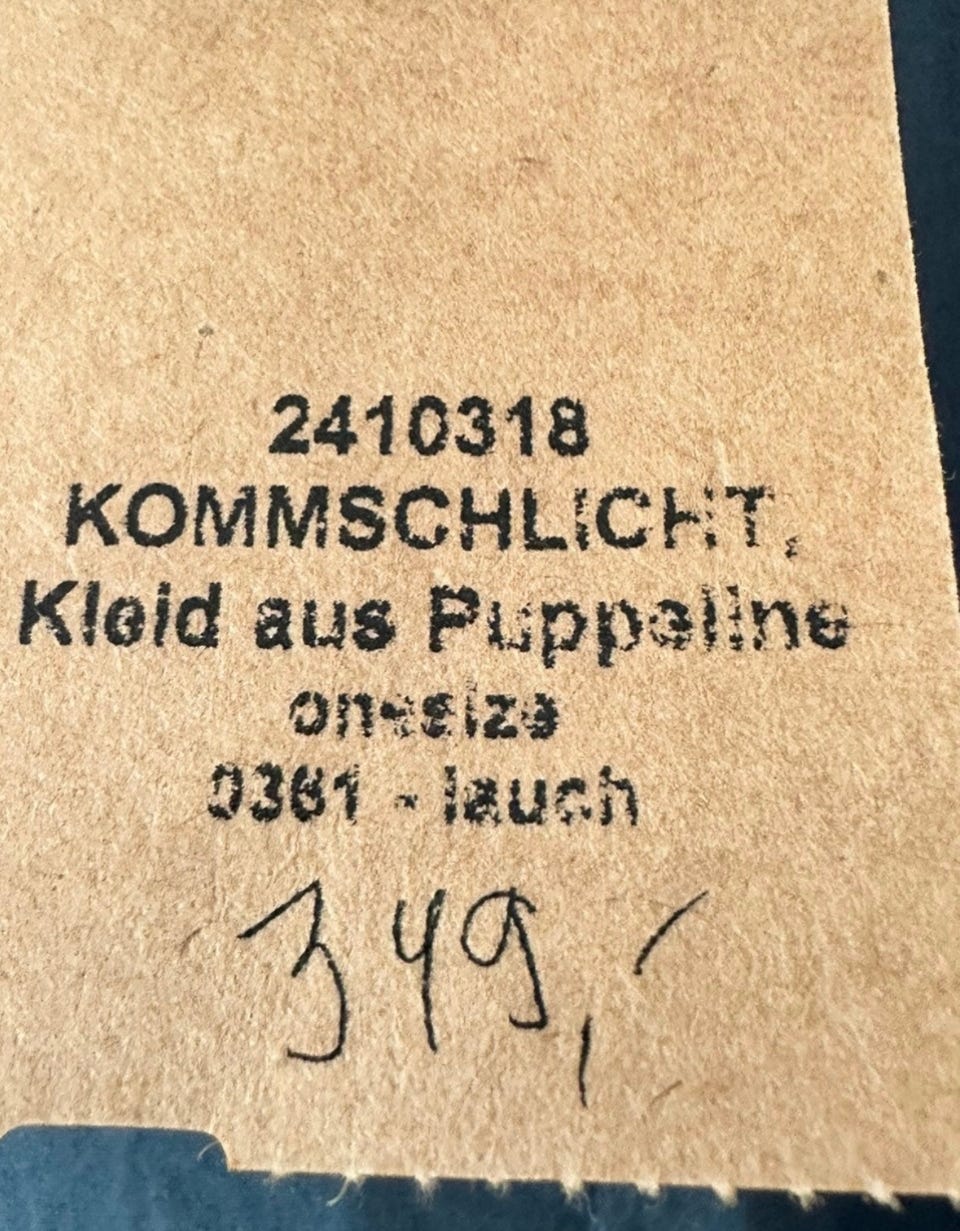 2410318
KOMMSCHLICHT,
Kleid aus Puppeline
onesize
0361 - lauch
349,-